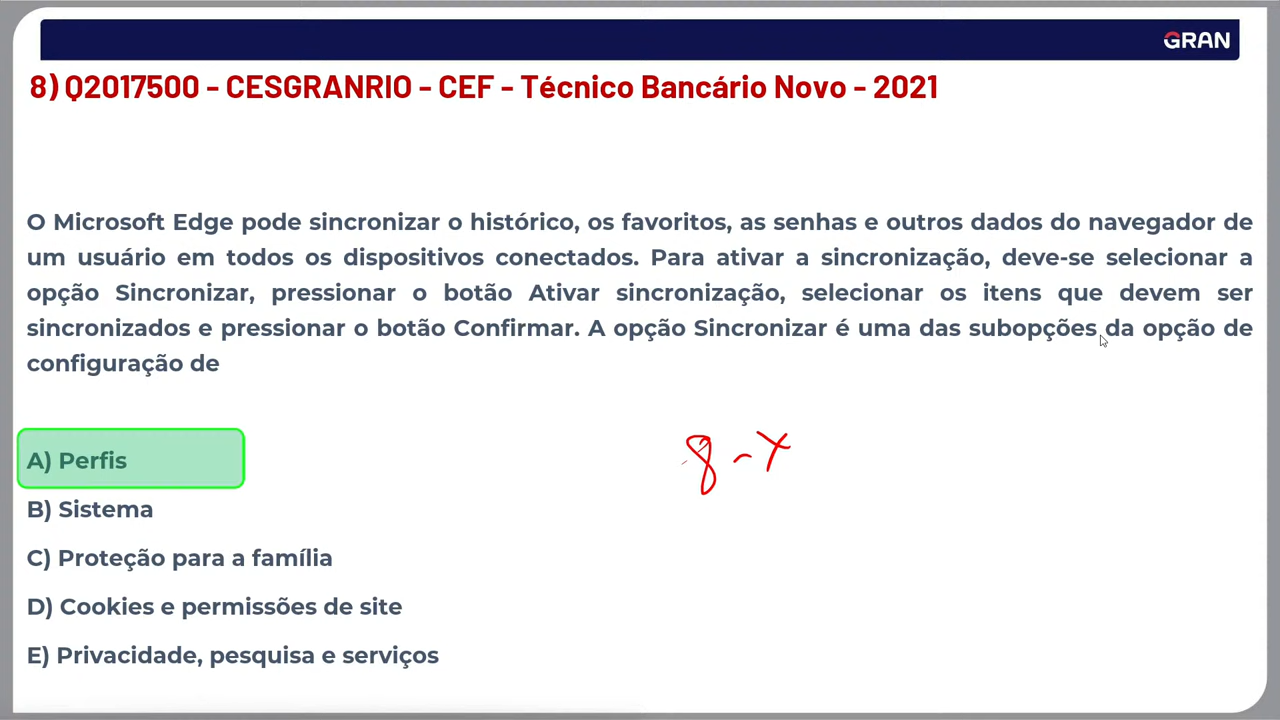 GRAN
8) Q2017500 - CESGRANRIO - CEF - Técnico Bancário Novo - 2021
O Microsoft Edge pode sincronizar o histórico, os favoritos, as senhas e outros dados do navegador de
um usuário em todos os dispositivos conectados. Para ativar a sincronização, deve-se selecionar a
opção Sincronizar, pressionar o botão Ativar sincronização, selecionar os itens que devem ser
sincronizados e pressionar o botão Confirmar. A opção Sincronizar é uma das subopções da opção de
configuração de
A) Perfis
8 - X
B) Sistema
C) Proteção para a família
D) Cookies e permissões de site
E) Privacidade, pesquisa e serviços